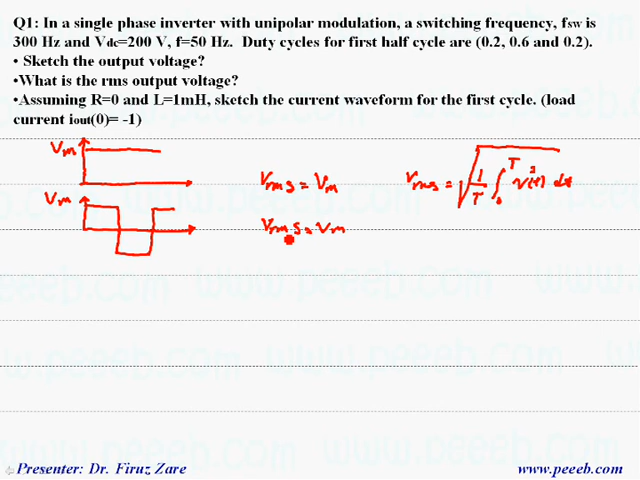 Q1: In a single phase inverter with unipolar modulation, a switching frequency, fsw is
300 Hz and Vdc=200 V, f=50 Hz. Duty cycles for first half cycle are (0.2, 0.6 and 0.2).
• Sketch the output voltage?
•What is the rms output voltage?
•Assuming R=0 and L=1mH, sketch the current waveform for the first cycle. (load
current iout(0)= -1)
Vm
Vrms = Vm
Vrms = √ 1/T ∫₀ᵀ v²(t) dt
Vm
Vrms = Vm
Presenter: Dr. Firuz Zare
www.peeeb.com